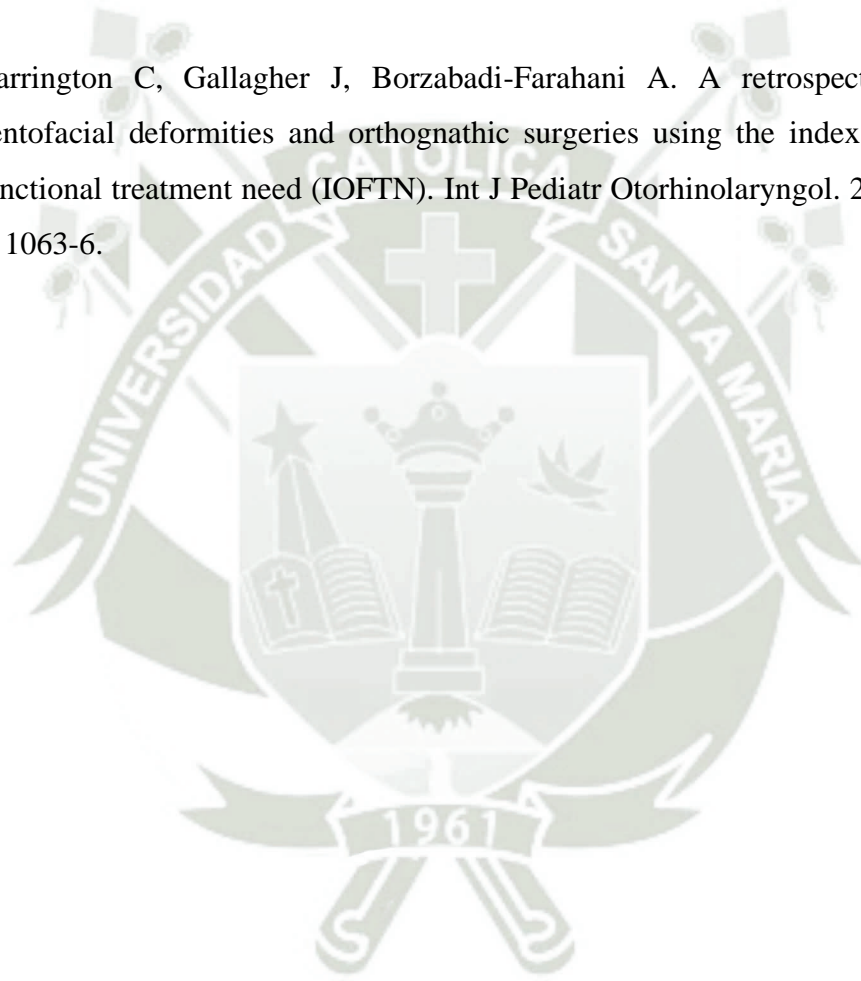 arrington C, Gallagher J, Borzabadi-Farahani A. A retrospect
entofacial deformities and orthognathic surgeries using the index
nctional treatment need (IOFTN). Int J Pediatr Otorhinolaryngol. 2
1063-6.
UNIVERSIDAD CATOLICA SANTA MARIA
1961